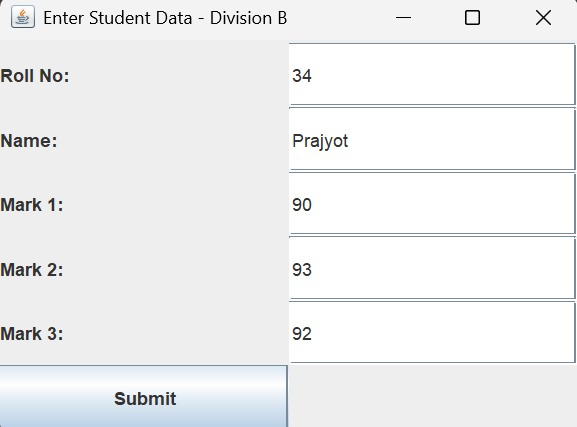 Enter Student Data - Division B
Roll No: 34
Name: Prajyot
Mark 1: 90
Mark 2: 93
Mark 3: 92
Submit